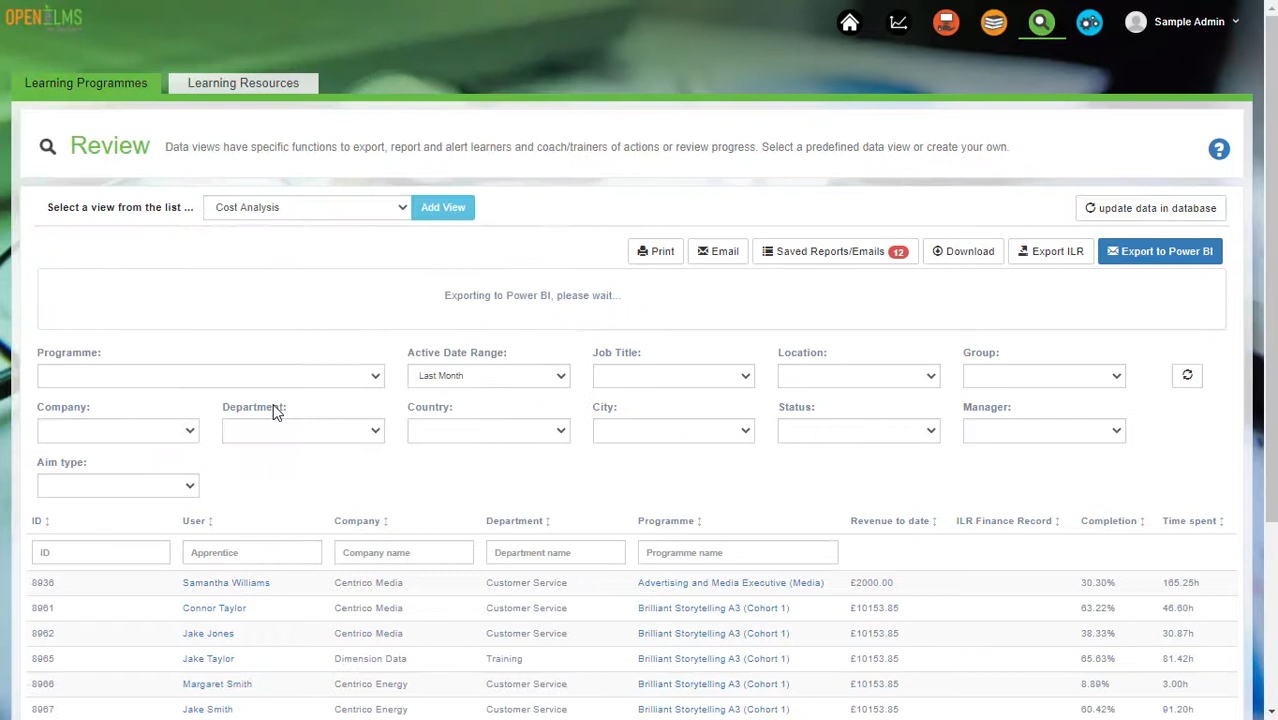 OPEN ELMS
Sample Admin
Learning Programmes
Learning Resources
Review
Data views have specific functions to export, report and alert learners and coach/trainers of actions or review progress. Select a predefined data view or create your own.
?
Select a view from the list ...
Cost Analysis
Add View
update data in database
Print
Email
Saved Reports/Emails 12
Download
Export ILR
Export to Power BI
Exporting to Power BI, please wait...
Programme:
Active Date Range:
Job Title:
Location:
Group:
Last Month
Company:
Department:
Country:
City:
Status:
Manager:
Aim type:
ID User Company Department Programme Revenue to date ILR Finance Record Completion Time spent
ID Apprentice Company name Department name Programme name
8936 Samantha Williams Centrico Media Customer Service Advertising and Media Executive (Media) £2000.00 30.30% 165.25h
8961 Connor Taylor Centrico Media Customer Service Brilliant Storytelling A3 (Cohort 1) £10153.85 63.22% 46.60h
8962 Jake Jones Centrico Media Customer Service Brilliant Storytelling A3 (Cohort 1) £10153.85 38.33% 30.87h
8965 Jake Taylor Dimension Data Training Brilliant Storytelling A3 (Cohort 1) £10153.85 65.63% 81.42h
8966 Margaret Smith Centrico Energy Customer Service Brilliant Storytelling A3 (Cohort 1) £10153.85 8.89% 3.00h
8967 Jake Smith Centrico Energy Customer Service Brilliant Storytelling A3 (Cohort 1) £10153.85 60.42% 91.20h